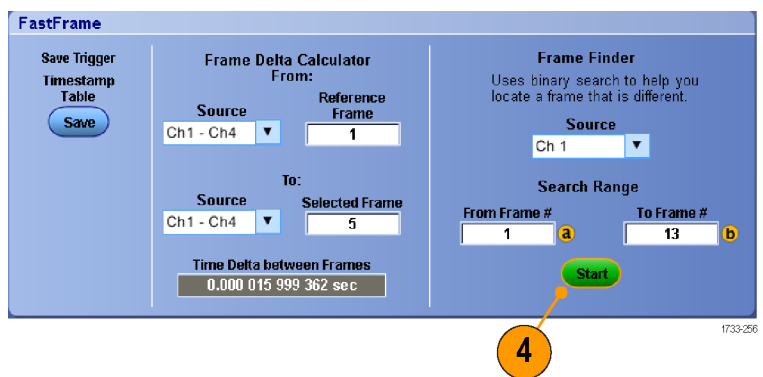 FastFrame
Save Trigger
Timestamp
Table
Save
Frame Delta Calculator
From:
Source
Reference
Frame
Ch1 - Ch4
1
To:
Source
Selected Frame
Ch1 - Ch4
5
Time Delta between Frames
0.000 015 999 362 sec
Frame Finder
Uses binary search to help you
locate a frame that is different.
Source
Ch 1
Search Range
From Frame #
To Frame #
1
a
13
b
Start
4
1733-256